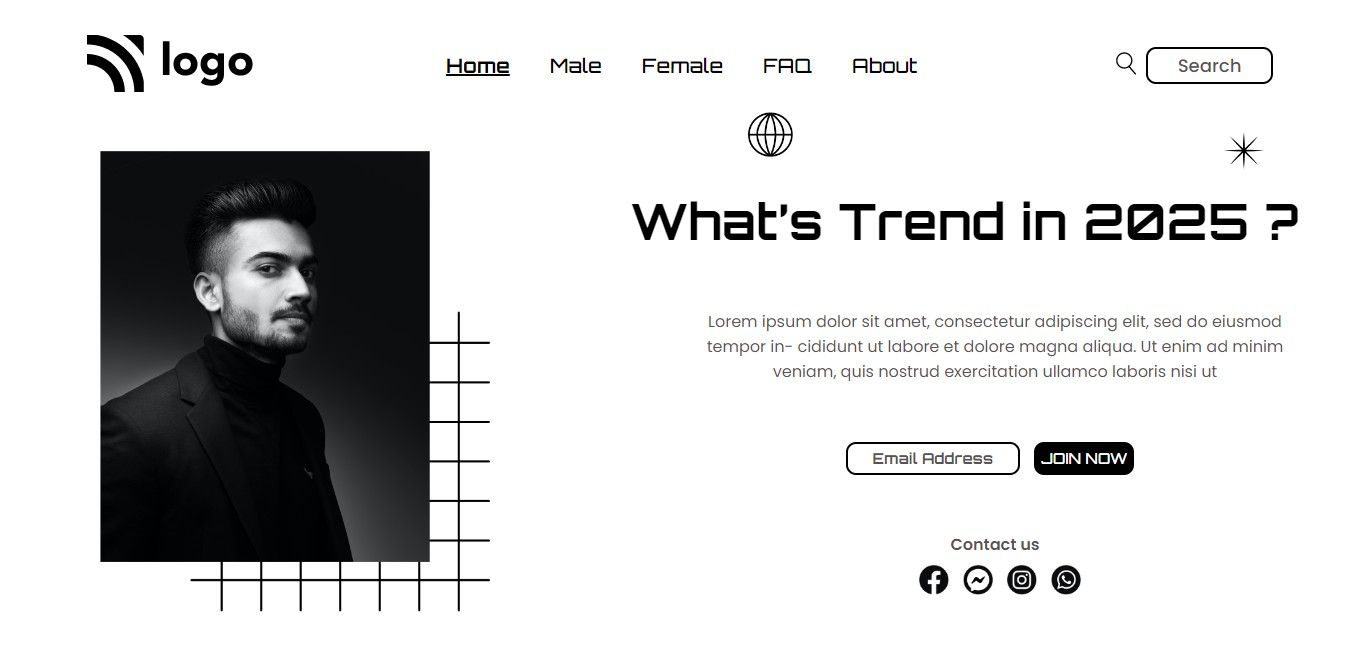 logo
Home Male Female FAQ About
Search
What's Trend in 2025 ?
Lorem ipsum dolor sit amet, consectetur adipiscing elit, sed do eiusmod
tempor in- cididunt ut labore et dolore magna aliqua. Ut enim ad minim
veniam, quis nostrud exercitation ullamco laboris nisi ut
Email Address JOIN NOW
Contact us